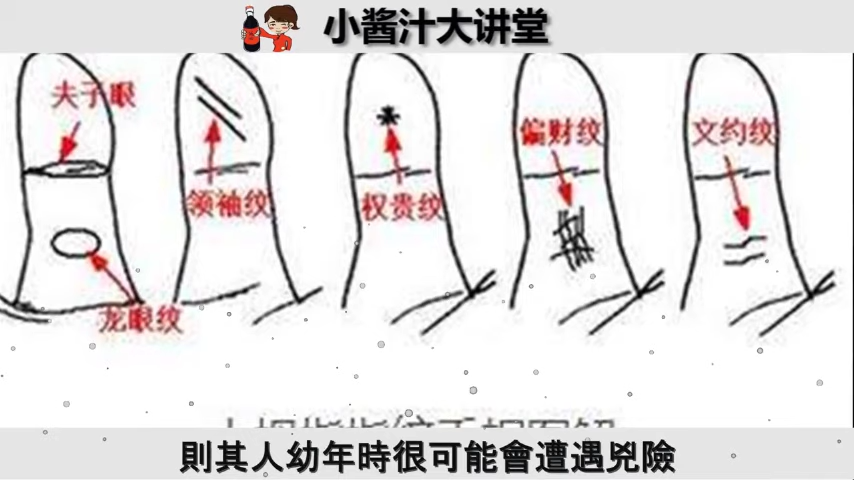 小酱汁大讲堂
夫子眼
领袖纹
权贵纹
偏财纹
文约纹
龙眼纹
則其人幼年時很可能會遭遇兇險